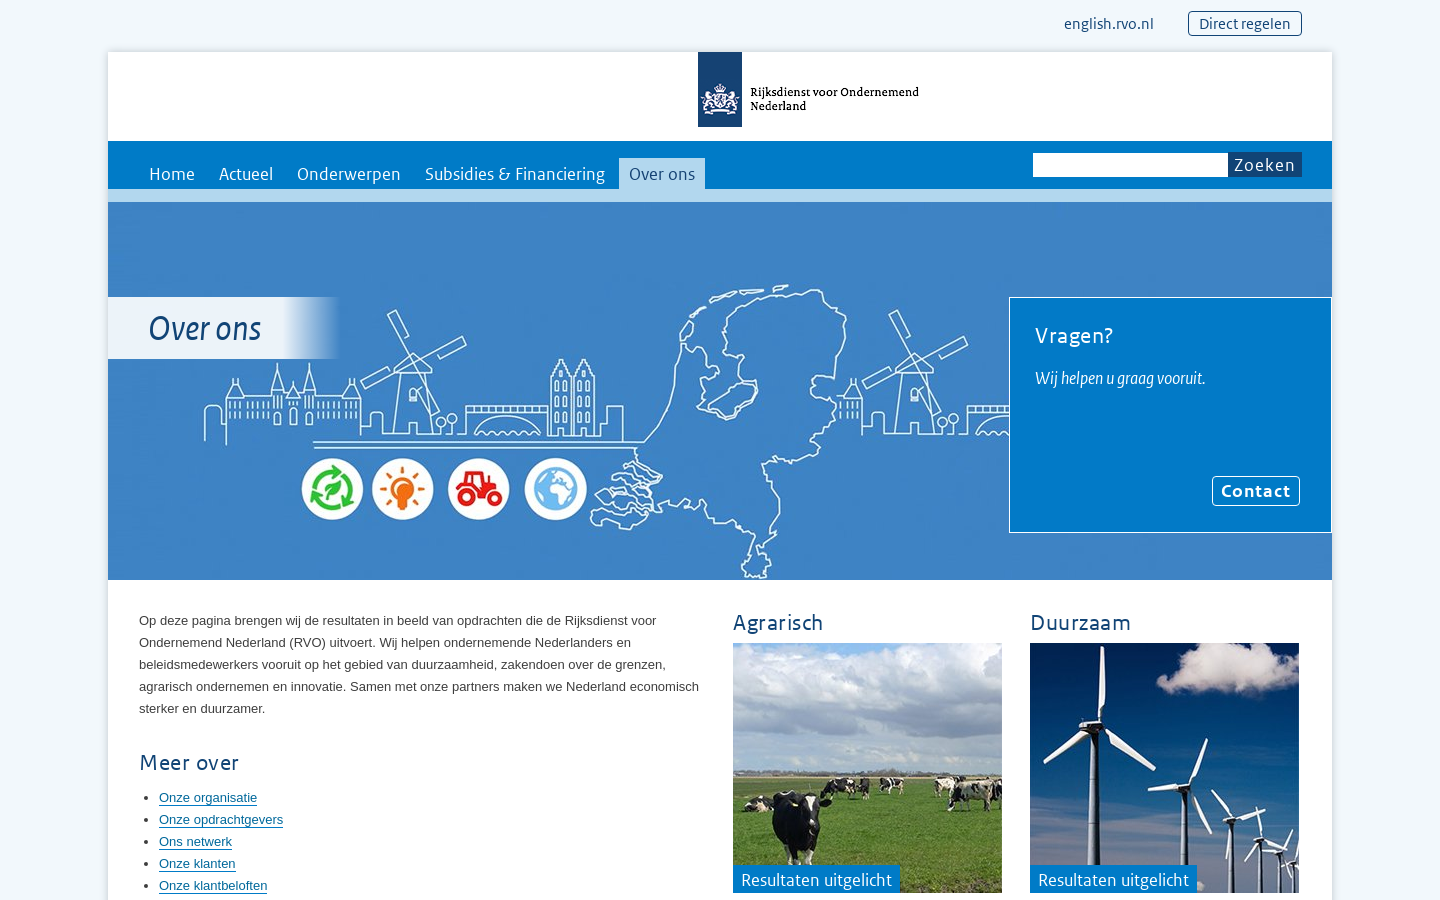 english.rvo.nl
Direct regelen
Rijksdienst voor Ondernemend
Nederland
Home
Actueel
Onderwerpen
Subsidies & Financiering
Over ons
Zoeken
Over ons
Vragen?
Wij helpen u graag vooruit.
Contact
Op deze pagina brengen wij de resultaten in beeld van opdrachten die de Rijksdienst voor
Ondernemend Nederland (RVO) uitvoert. Wij helpen ondernemende Nederlanders en
beleidsmedewerkers vooruit op het gebied van duurzaamheid, zakendoen over de grenzen,
agrarisch ondernemen en innovatie. Samen met onze partners maken we Nederland economisch
sterker en duurzamer.
Meer over
Onze organisatie
Onze opdrachtgevers
Ons netwerk
Onze klanten
Onze klantbeloften
Agrarisch
Resultaten uitgelicht
Duurzaam
Resultaten uitgelicht